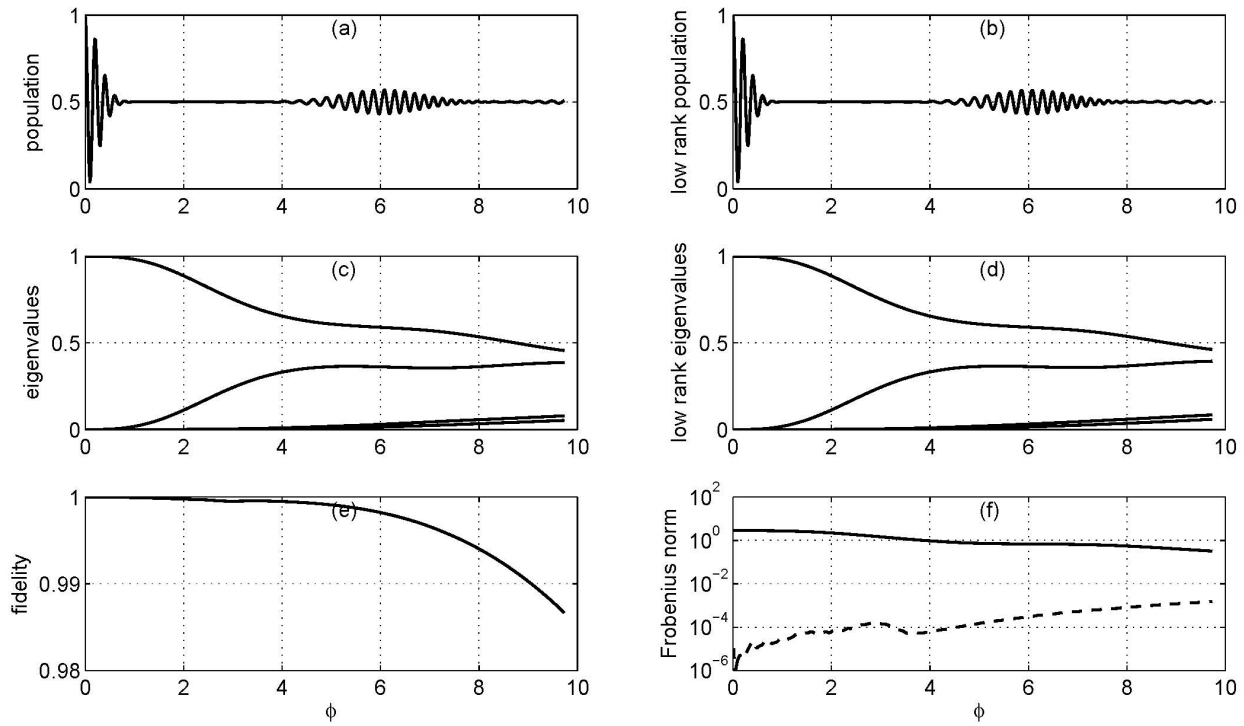 (a)
population
1
0.5
0
0 2 4 6 8 10
(b)
low rank population
1
0.5
0
0 2 4 6 8 10
(c)
eigenvalues
1
0.5
0
0 2 4 6 8 10
(d)
low rank eigenvalues
1
0.5
0
0 2 4 6 8 10
(e)
fidelity
1
0.99
0.98
0 2 4 6 8 10
ϕ
(f)
Frobenius norm
10^2
10^0
10^-2
10^-4
10^-6
0 2 4 6 8 10
ϕ